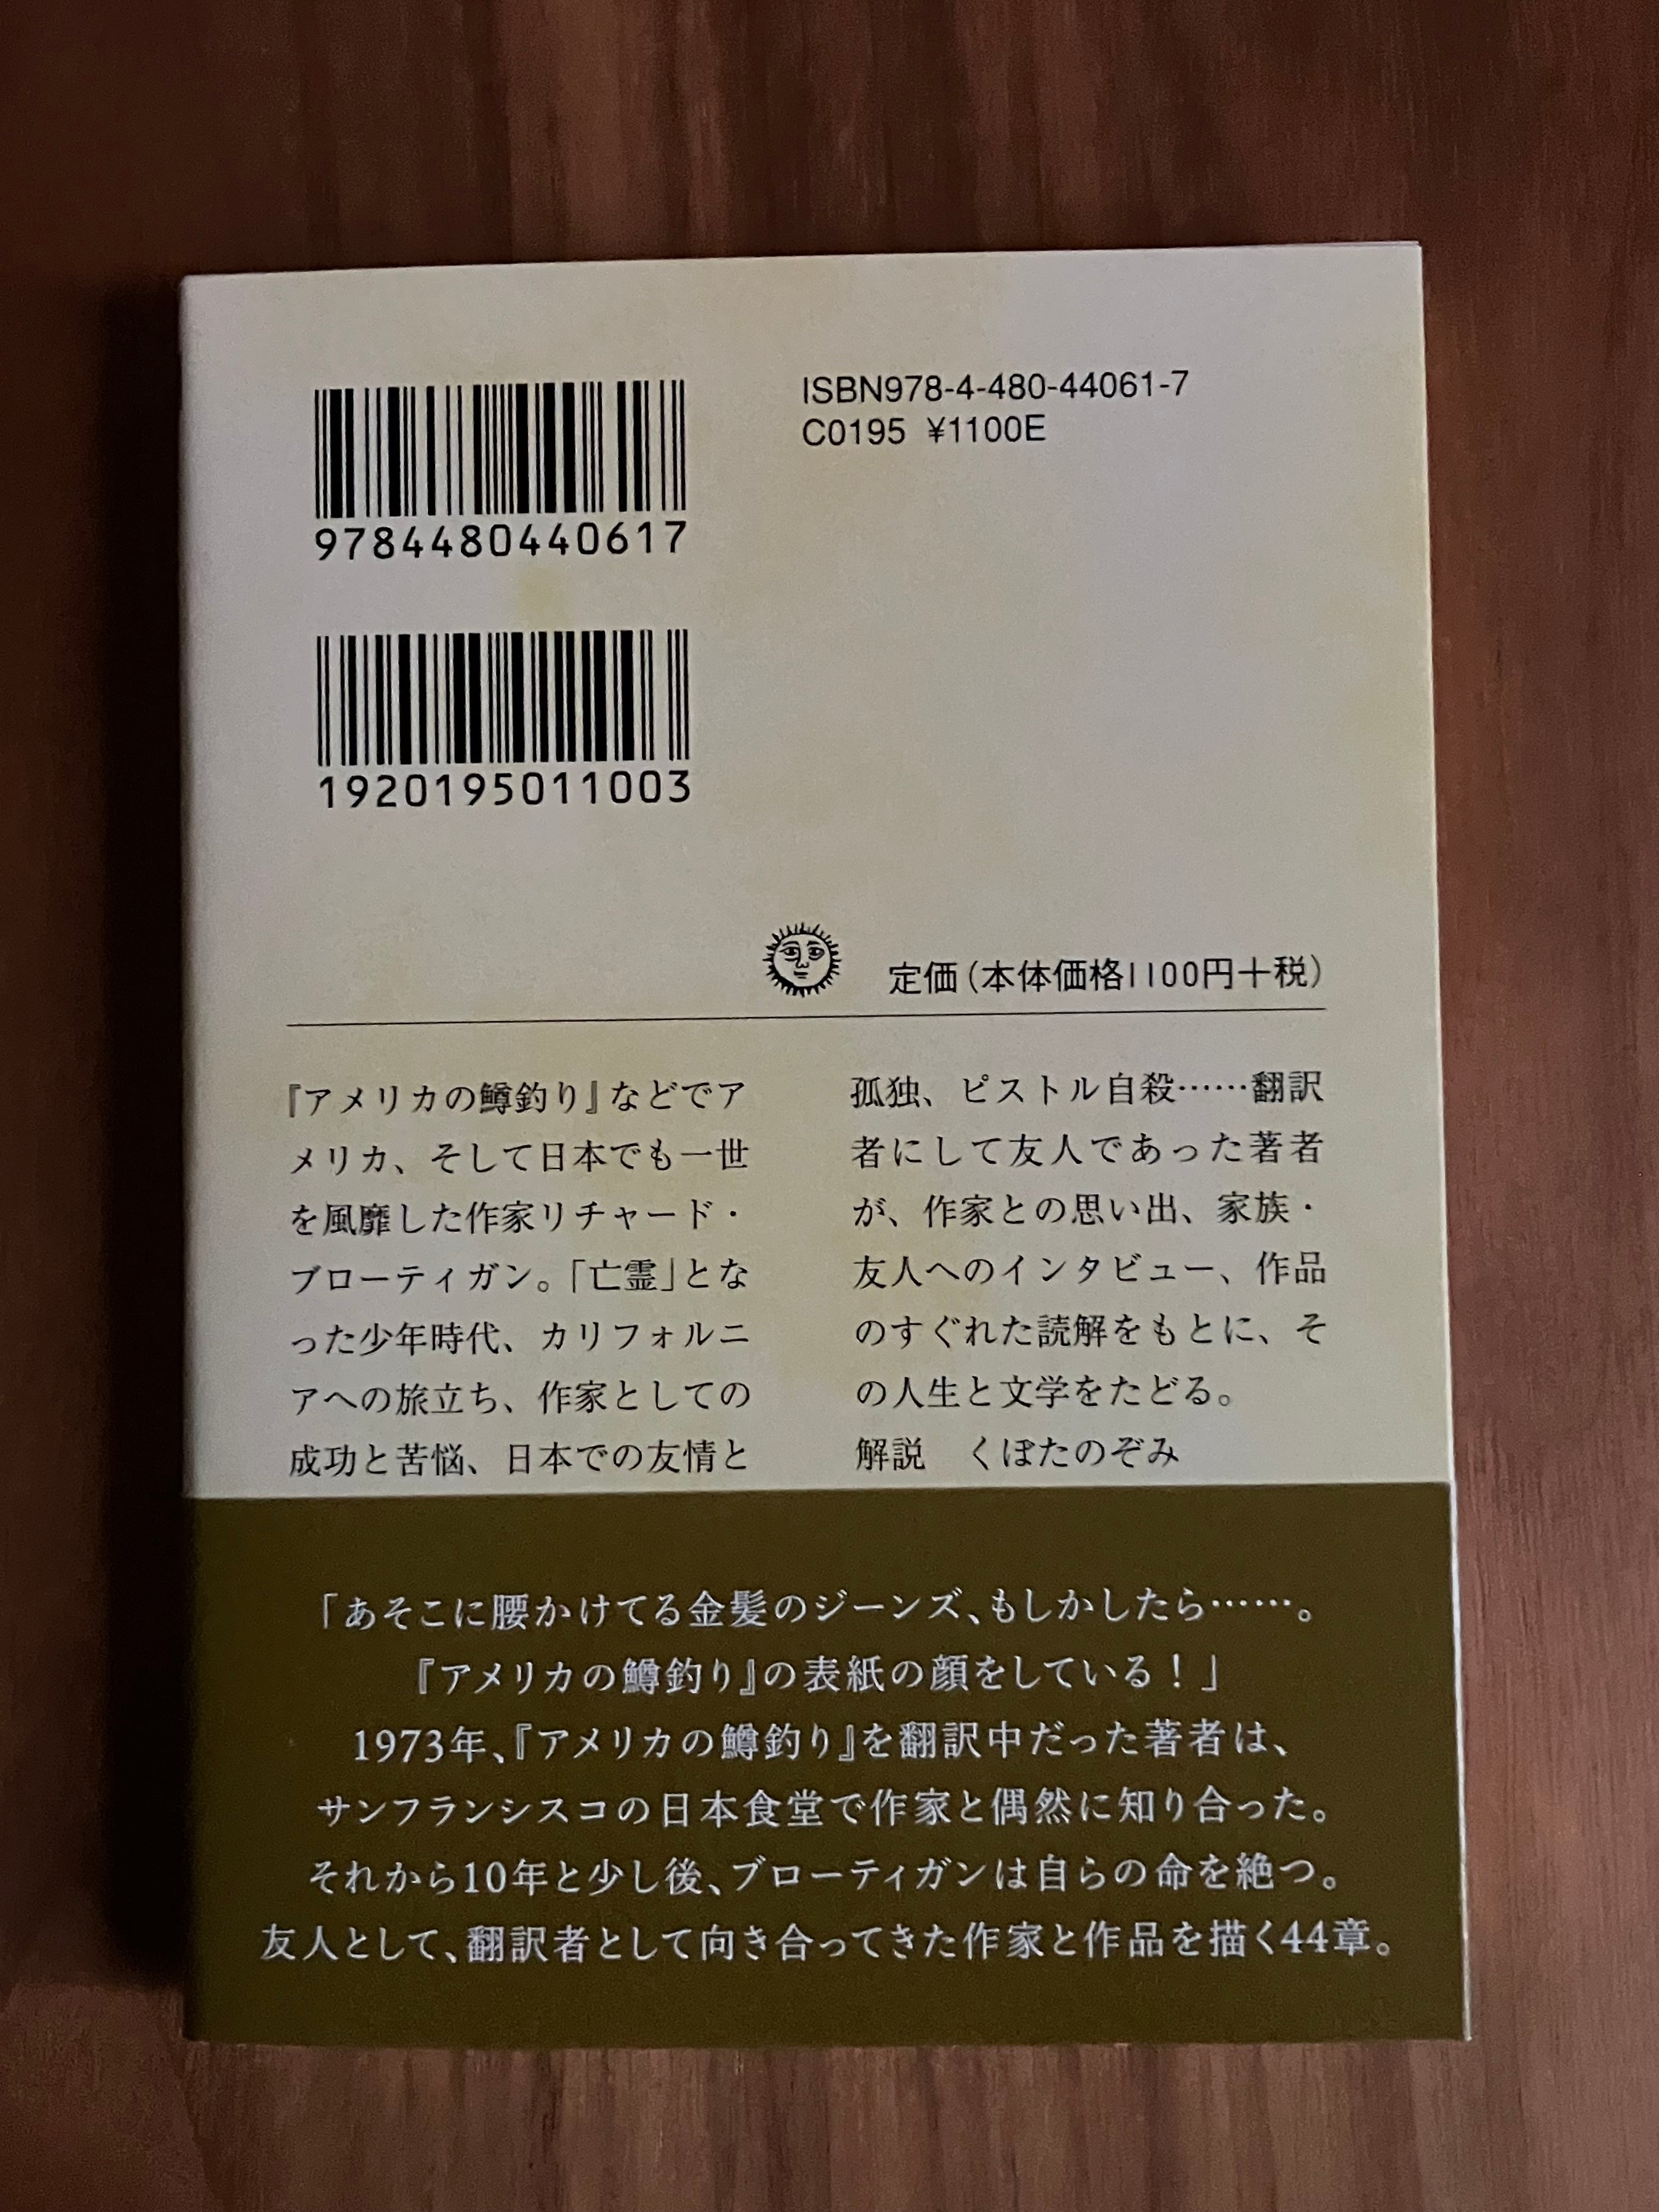 9784480440617
ISBN978-4-480-44061-7
C0195 ¥1100E
1920195011003
定価(本体価格1100円+税)
『アメリカの鱒釣り』などでア
メリカ、そして日本でも一世
を風靡した作家リチャード・
ブローティガン。「亡霊」とな
った少年時代、カリフォルニ
アへの旅立ち、作家としての
成功と苦悩、日本での友情と
孤独、ピストル自殺……翻訳
者にして友人であった著者
が、作家との思い出、家族・
友人へのインタビュー、作品
のすぐれた読解をもとに、そ
の人生と文学をたどる。
解説　くぼたのぞみ
「あそこに腰かけてる金髪のジーンズ、もしかしたら……。
『アメリカの鱒釣り』の表紙の顔をしている！」
1973年、『アメリカの鱒釣り』を翻訳中だった著者は、
サンフランシスコの日本食堂で作家と偶然に知り合った。
それから10年と少し後、ブローティガンは自らの命を絶つ。
友人として、翻訳者として向き合ってきた作家と作品を描く44章。